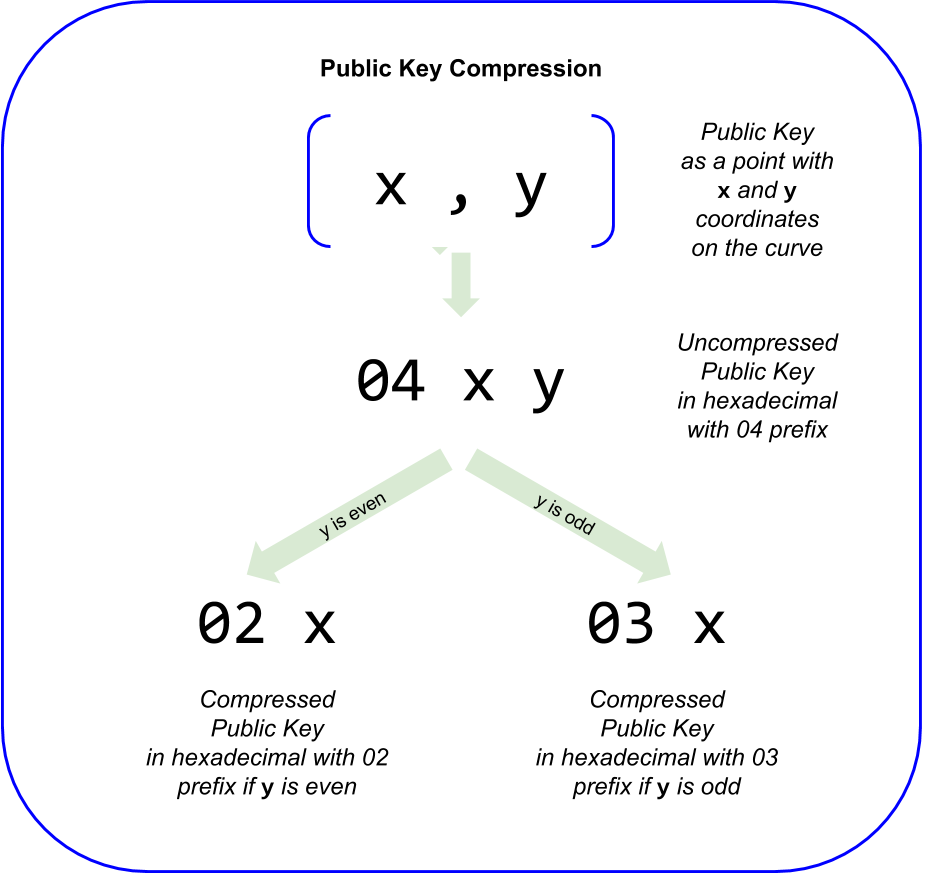 Public Key Compression
x , y
Public Key
as a point with
x and y
coordinates
on the curve
04 x y
Uncompressed
Public Key
in hexadecimal
with 04 prefix
y is even
y is odd
02 x
03 x
Compressed
Public Key
in hexadecimal with 02
prefix if y is even
Compressed
Public Key
in hexadecimal with 03
prefix if y is odd